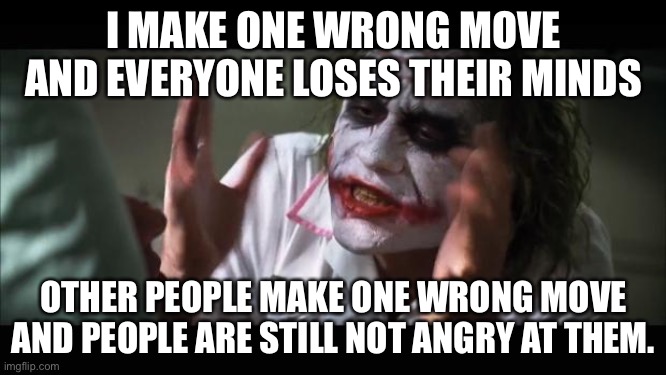 I MAKE ONE WRONG MOVE
AND EVERYONE LOSES THEIR MINDS
OTHER PEOPLE MAKE ONE WRONG MOVE
AND PEOPLE ARE STILL NOT ANGRY AT THEM.
imgflip.com